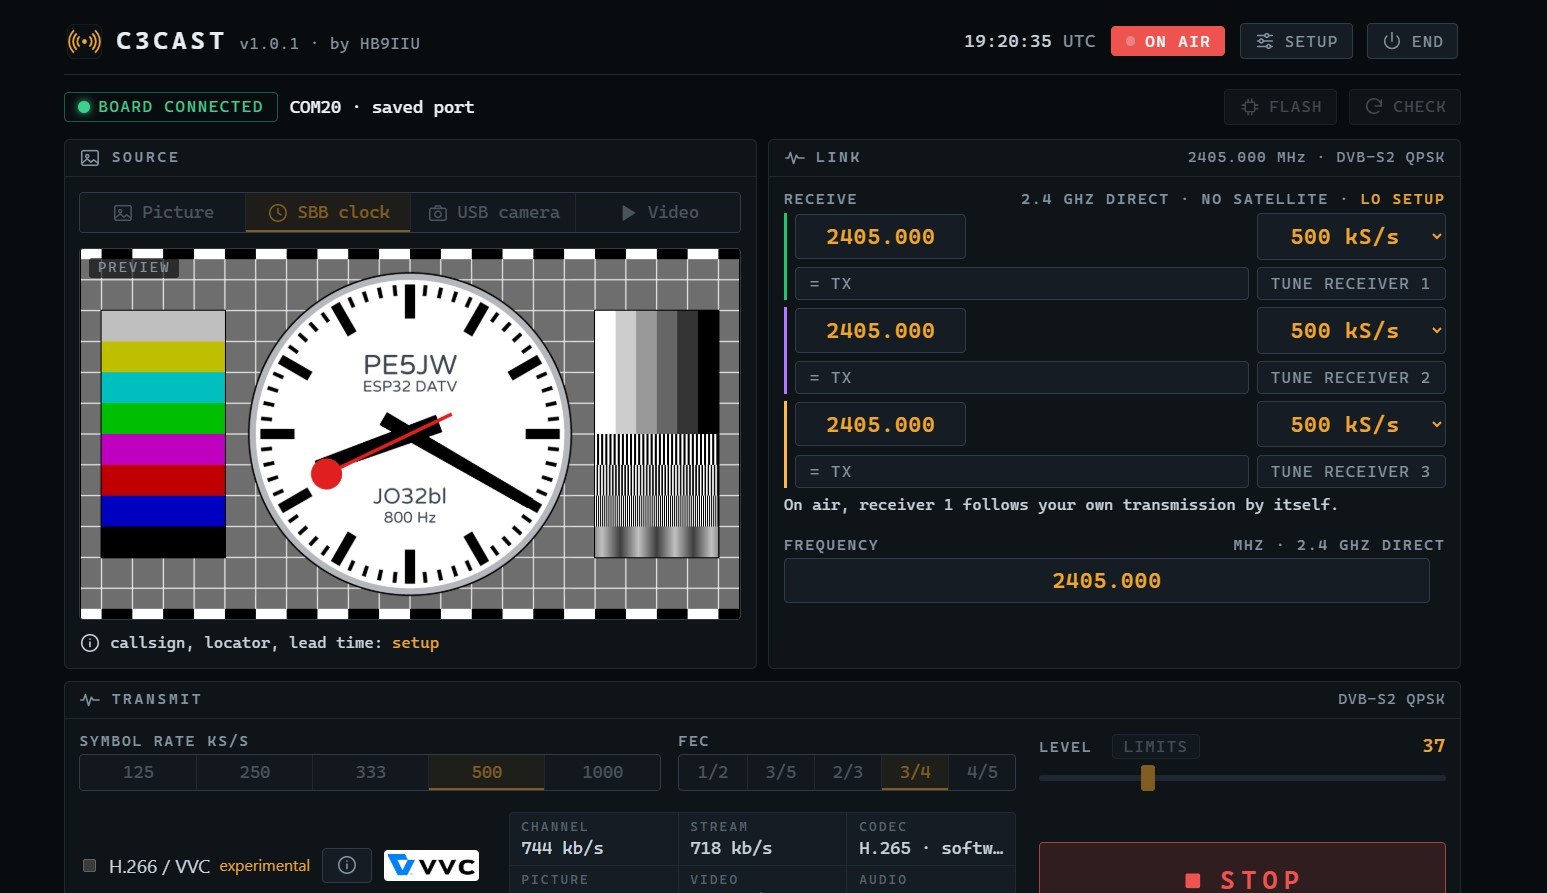 C3CAST v1.0.1 · by HB9IIU
19:20:35 UTC ON AIR SETUP END
BOARD CONNECTED COM20 · saved port
FLASH CHECK
SOURCE
Picture SBB clock USB camera Video
PREVIEW
PE5JW
ESP32 DATV
JO32bl
800 Hz
callsign, locator, lead time: setup
LINK 2405.000 MHz · DVB-S2 QPSK
RECEIVE 2.4 GHZ DIRECT · NO SATELLITE · LO SETUP
2405.000 500 kS/s
= TX TUNE RECEIVER 1
2405.000 500 kS/s
= TX TUNE RECEIVER 2
2405.000 500 kS/s
= TX TUNE RECEIVER 3
On air, receiver 1 follows your own transmission by itself.
FREQUENCY MHZ · 2.4 GHZ DIRECT
2405.000
TRANSMIT DVB-S2 QPSK
SYMBOL RATE KS/S
125 250 333 500 1000
FEC
1/2 3/5 2/3 3/4 4/5
LEVEL LIMITS 37
H.266 / VVC experimental VVC
CHANNEL STREAM CODEC
744 kb/s 718 kb/s H.265 · softw…
PICTURE VIDEO AUDIO
STOP